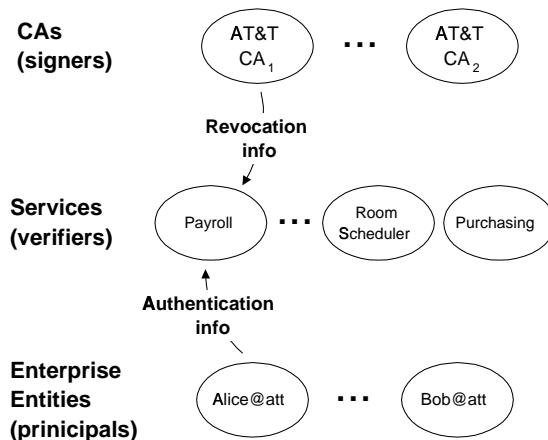 CAs
(signers)
AT&T
CA1
...
AT&T
CA2
Revocation
info
Services
(verifiers)
Payroll
...
Room
Scheduler
Purchasing
Authentication
info
Enterprise
Entities
(prinicipals)
Alice@att
...
Bob@att